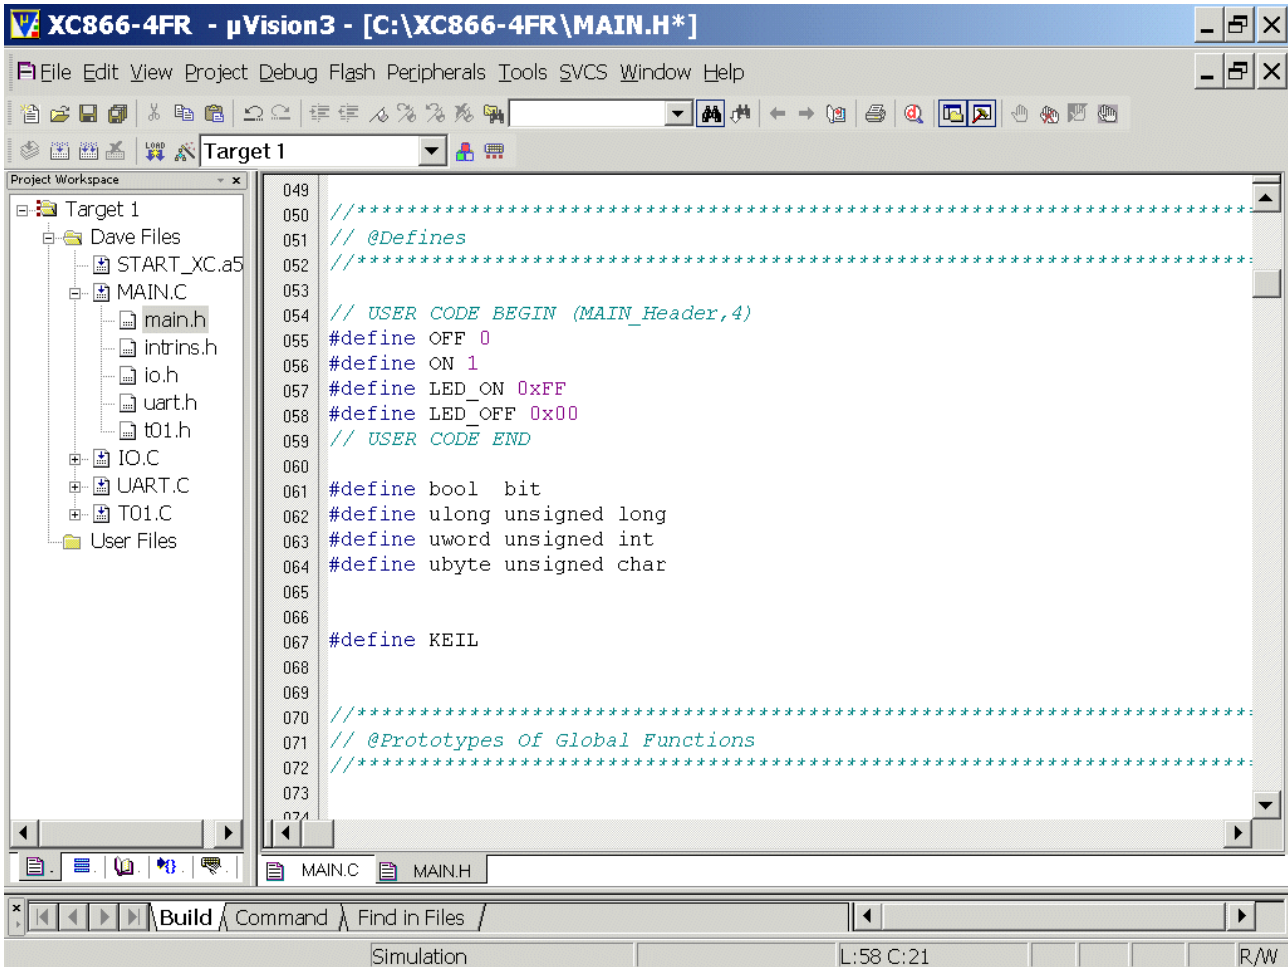 XC866-4FR - µVision3 - [C:\XC866-4FR\MAIN.H*]
File Edit View Project Debug Flash Peripherals Tools SVCS Window Help
LOAD
Target 1
Project Workspace
Target 1
Dave Files
START_XC.a5
MAIN.C
main.h
intrins.h
io.h
uart.h
t01.h
IO.C
UART.C
T01.C
User Files
049
050 //*************************************************************************
051 // @Defines
052 //*************************************************************************
053
054 // USER CODE BEGIN (MAIN_Header,4)
055 #define OFF 0
056 #define ON 1
057 #define LED_ON 0xFF
058 #define LED_OFF 0x00
059 // USER CODE END
060
061 #define bool  bit
062 #define ulong unsigned long
063 #define uword unsigned int
064 #define ubyte unsigned char
065
066
067 #define KEIL
068
069
070 //*************************************************************************
071 // @Prototypes Of Global Functions
072 //*************************************************************************
073
074
MAIN.C MAIN.H
Build Command Find in Files
Simulation L:58 C:21 R/W